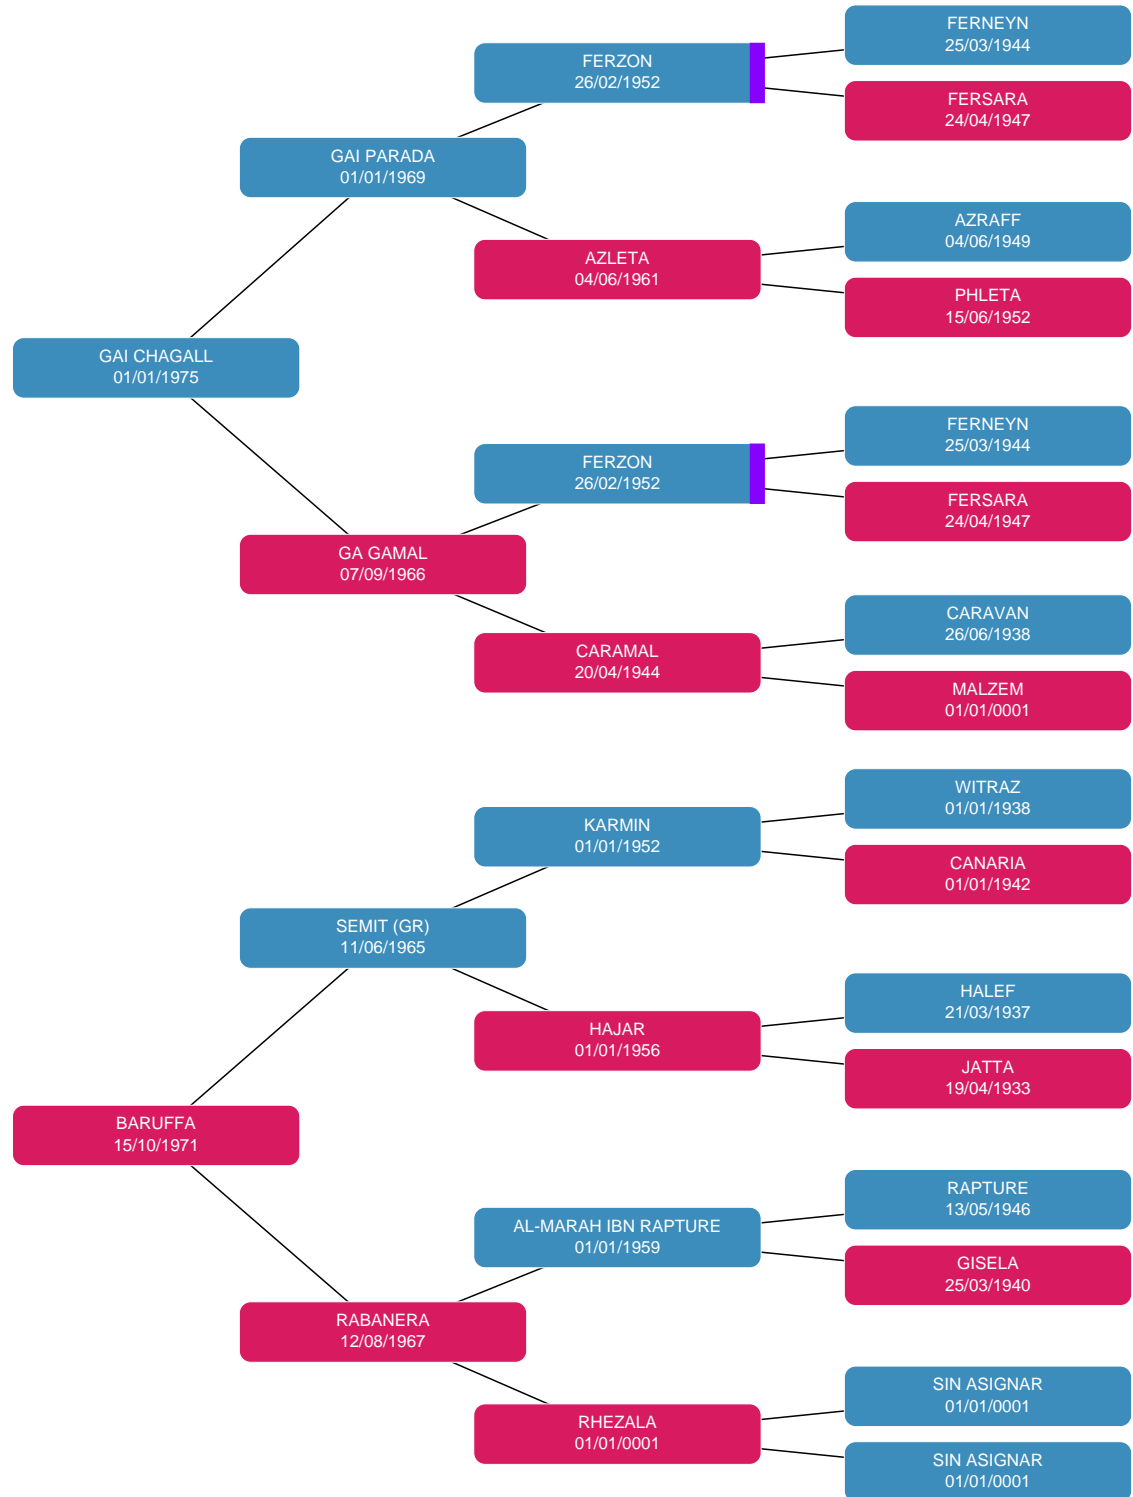 FERNEYN
25/03/1944
FERZON
26/02/1952
FERSARA
24/04/1947
GAI PARADA
01/01/1969
AZRAFF
04/06/1949
AZLETA
04/06/1961
PHLETA
15/06/1952
GAI CHAGALL
01/01/1975
FERNEYN
25/03/1944
FERZON
26/02/1952
FERSARA
24/04/1947
GA GAMAL
07/09/1966
CARAVAN
26/06/1938
CARAMAL
20/04/1944
MALZEM
01/01/0001
WITRAZ
01/01/1938
KARMIN
01/01/1952
CANARIA
01/01/1942
SEMIT (GR)
11/06/1965
HALEF
21/03/1937
HAJAR
01/01/1956
JATTA
19/04/1933
BARUFFA
15/10/1971
RAPTURE
13/05/1946
AL-MARAH IBN RAPTURE
01/01/1959
GISELA
25/03/1940
RABANERA
12/08/1967
SIN ASIGNAR
01/01/0001
RHEZALA
01/01/0001
SIN ASIGNAR
01/01/0001